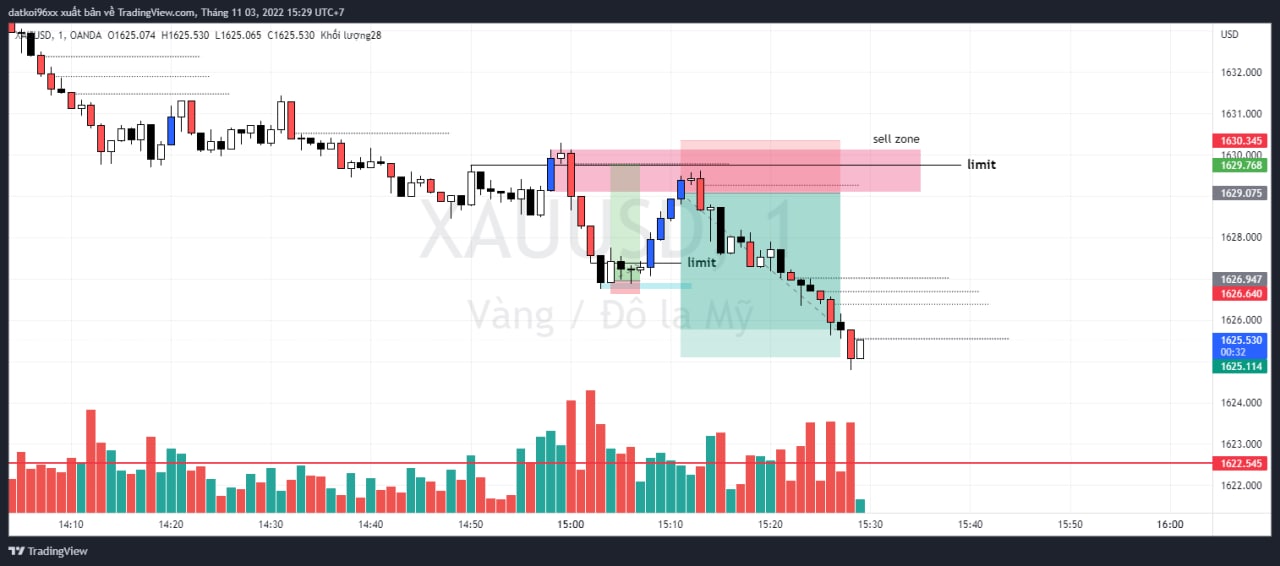 datkoi96xx xuất bản về TradingView.com, Tháng 11 03, 2022 15:29 UTC+7
XAUUSD, 1, OANDA O1625.074 H1625.530 L1625.065 C1625.530 Khối lượng28
USD
1632.000
1631.000
sell zone
1630.345
1630.000
limit
1629.768
1629.075
XAUUSD, 1
1628.000
limit
1626.947
1626.640
Vàng / Đô la Mỹ
1626.000
1625.530
00:32
1625.114
1624.000
1623.000
1622.545
1622.000
14:10 14:20 14:30 14:40 14:50 15:00 15:10 15:20 15:30 15:40 15:50 16:00
TradingView